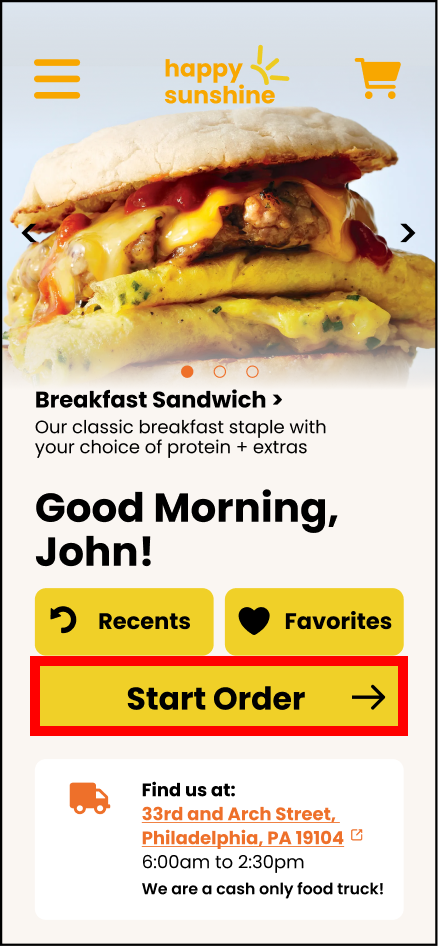 happy
sunshine
Breakfast Sandwich >
Our classic breakfast staple with
your choice of protein + extras
Good Morning,
John!
Recents
Favorites
Start Order
Find us at:
33rd and Arch Street,
Philadelphia, PA 19104
6:00am to 2:30pm
We are a cash only food truck!